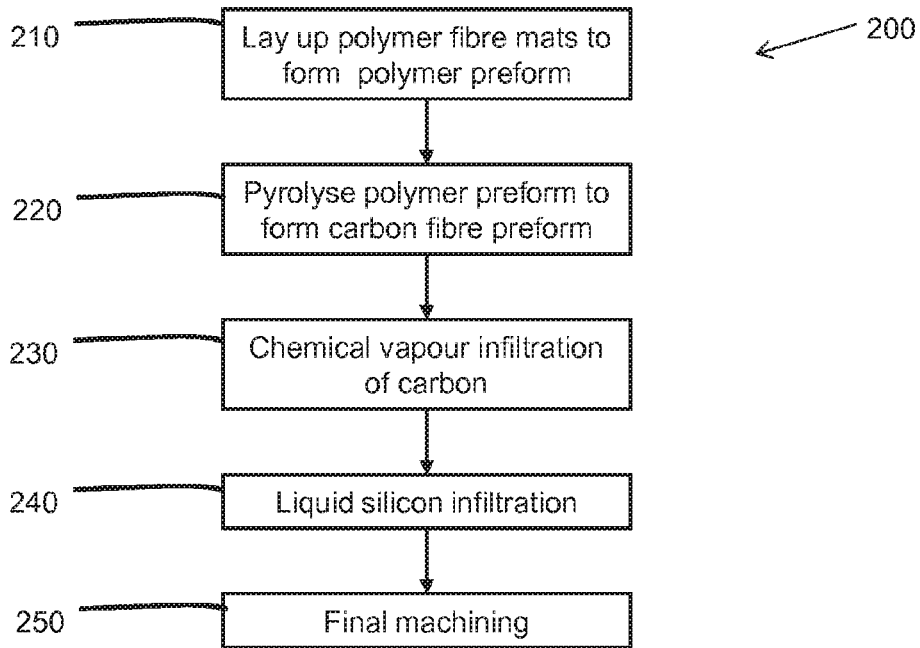 210
Lay up polymer fibre mats to
form polymer preform
200
220
Pyrolyse polymer preform to
form carbon fibre preform
230
Chemical vapour infiltration
of carbon
240
Liquid silicon infiltration
250
Final machining